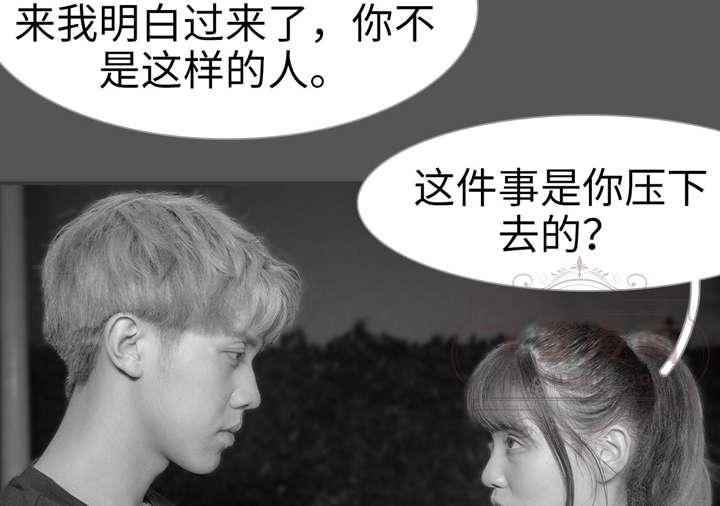 来我明白过来了，你不
是这样的人。
这件事是你压下
去的？